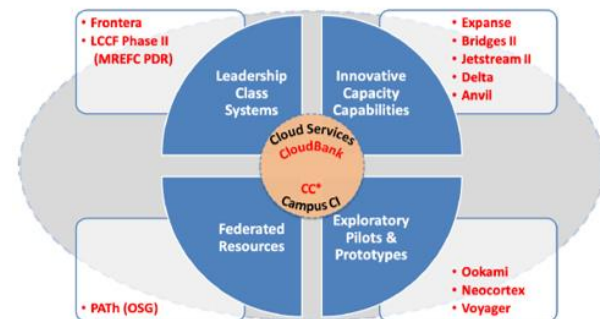 • Frontera
• LCCF Phase II
(MREFC PDR)
Leadership
Class
Systems
Innovative
Capacity
Capabilities
• Expanse
• Bridges II
• Jetstream II
• Delta
• Anvil
Cloud Services
CloudBank
CC*
Campus CI
Federated
Resources
Exploratory
Pilots &
Prototypes
• PATh (OSG)
• Ookami
• Neocortex
• Voyager